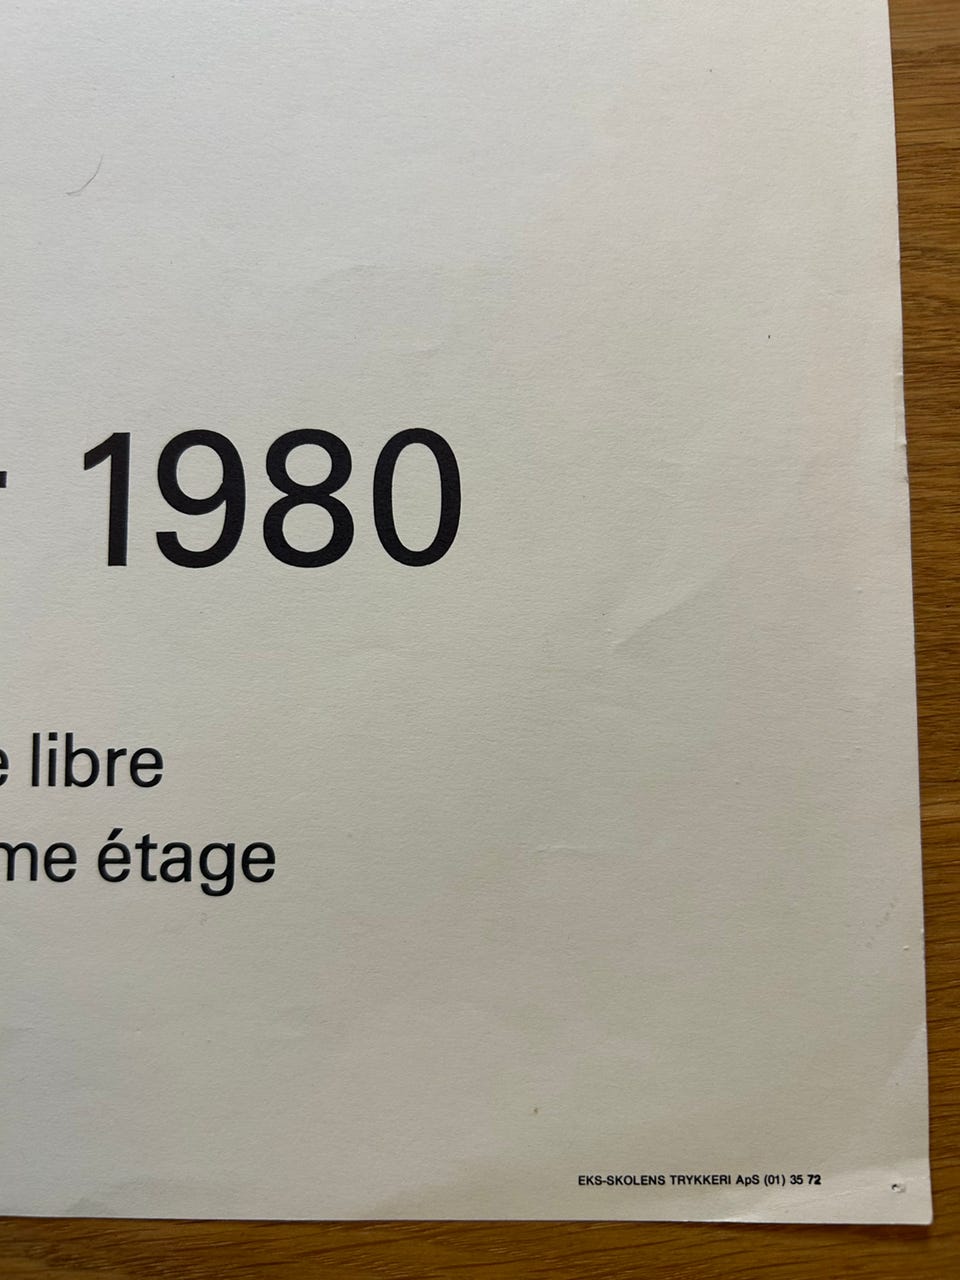 1980
libre
me étage
EKS-SKOLENS TRYKKERI ApS (01) 35 72